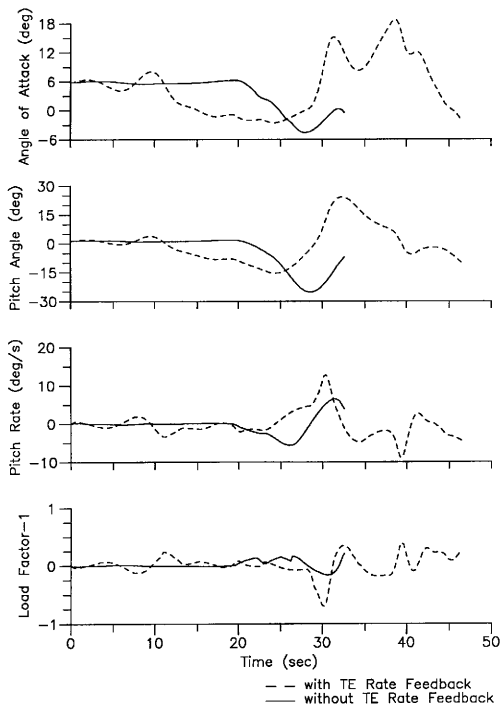 Angle of Attack (deg)
18
12
6
0
-6
Pitch Angle (deg)
30
15
0
-15
-30
Pitch Rate (deg/s)
20
10
0
-10
Load Factor-1
1
0
-1
0 10 20 30 40 50
Time (sec)
with TE Rate Feedback
without TE Rate Feedback